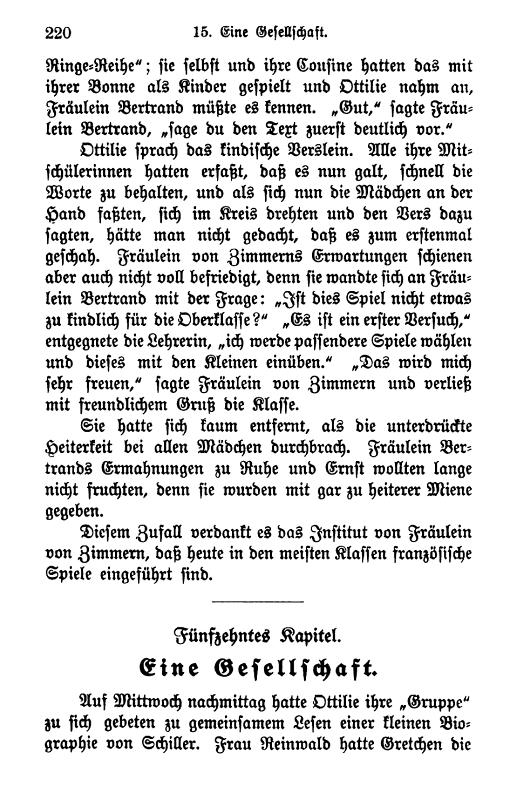 220 15. Eine Gesellschaft.
Ringe-Reihe“; sie selbst und ihre Cousine hatten das mit
ihrer Bonne als Kinder gespielt und Ottilie nahm an,
Fräulein Bertrand müßte es kennen. „Gut,“ sagte Fräu-
lein Bertrand, „sage du den Text zuerst deutlich vor.“
Ottilie sprach das kindische Verslein. Alle ihre Mit-
schülerinnen hatten erfaßt, daß es nun galt, schnell die
Worte zu behalten, und als sich nun die Mädchen an der
Hand faßten, sich im Kreis drehten und den Vers dazu
sagten, hätte man nicht gedacht, daß es zum erstenmal
geschah. Fräulein von Zimmerns Erwartungen schienen
aber auch nicht voll befriedigt, denn sie wandte sich an Fräu-
lein Bertrand mit der Frage: „Ist dies Spiel nicht etwas
zu kindlich für die Oberklasse?“ „Es ist ein erster Versuch,“
entgegnete die Lehrerin, „ich werde passendere Spiele wählen
und dieses mit den Kleinen einüben.“ „Das wird mich
sehr freuen,“ sagte Fräulein von Zimmern und verließ
mit freundlichem Gruß die Klasse.
Sie hatte sich kaum entfernt, als die unterdrückte
Heiterkeit bei allen Mädchen durchbrach. Fräulein Ber-
trands Ermahnungen zu Ruhe und Ernst wollten lange
nicht fruchten, denn sie wurden mit gar zu heiterer Miene
gegeben.
Diesem Zufall verdankt es das Institut von Fräulein
von Zimmern, daß heute in den meisten Klassen französische
Spiele eingeführt sind.
Fünfzehntes Kapitel.
Eine Gesellschaft.
Auf Mittwoch nachmittag hatte Ottilie ihre „Gruppe“
zu sich gebeten zu gemeinsamem Lesen einer kleinen Bio-
graphie von Schiller. Frau Reinwald hatte Gretchen die